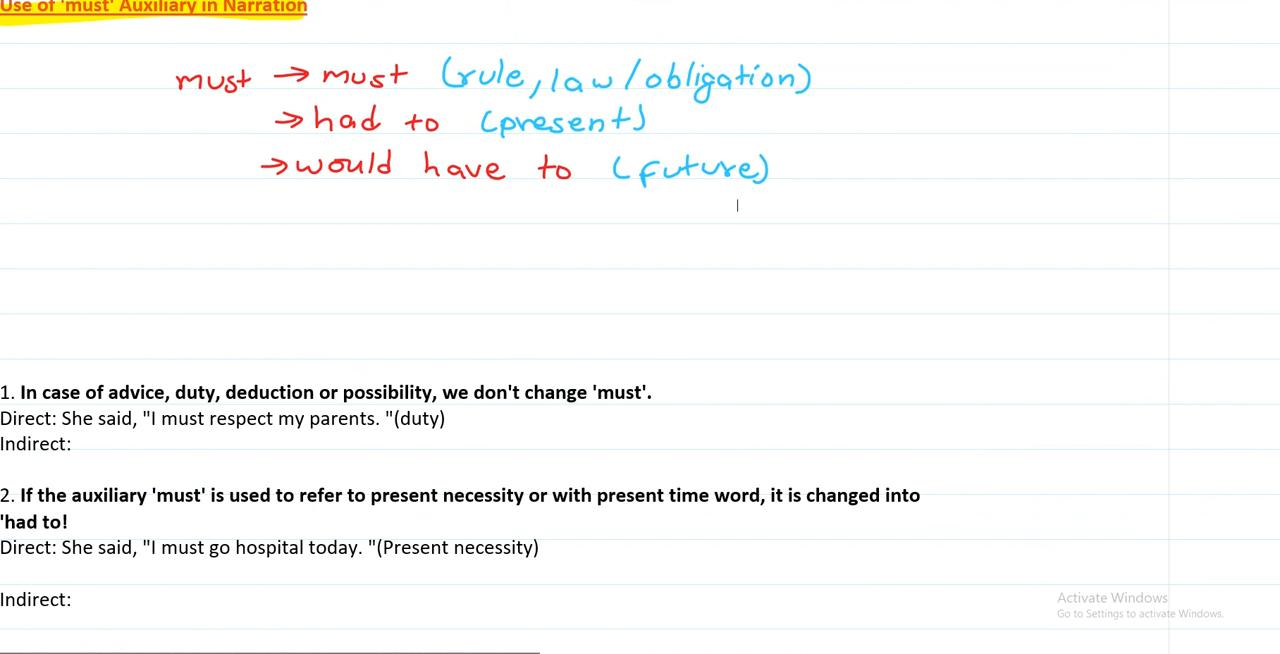 Use of 'must' Auxiliary in Narration
must → must (rule, law/obligation)
→ had to (present)
→ would have to (future)
1. In case of advice, duty, deduction or possibility, we don't change 'must'.
Direct: She said, "I must respect my parents. "(duty)
Indirect:
2. If the auxiliary 'must' is used to refer to present necessity or with present time word, it is changed into
'had to!
Direct: She said, "I must go hospital today. "(Present necessity)
Indirect:
Activate Windows
Go to Settings to activate Windows.